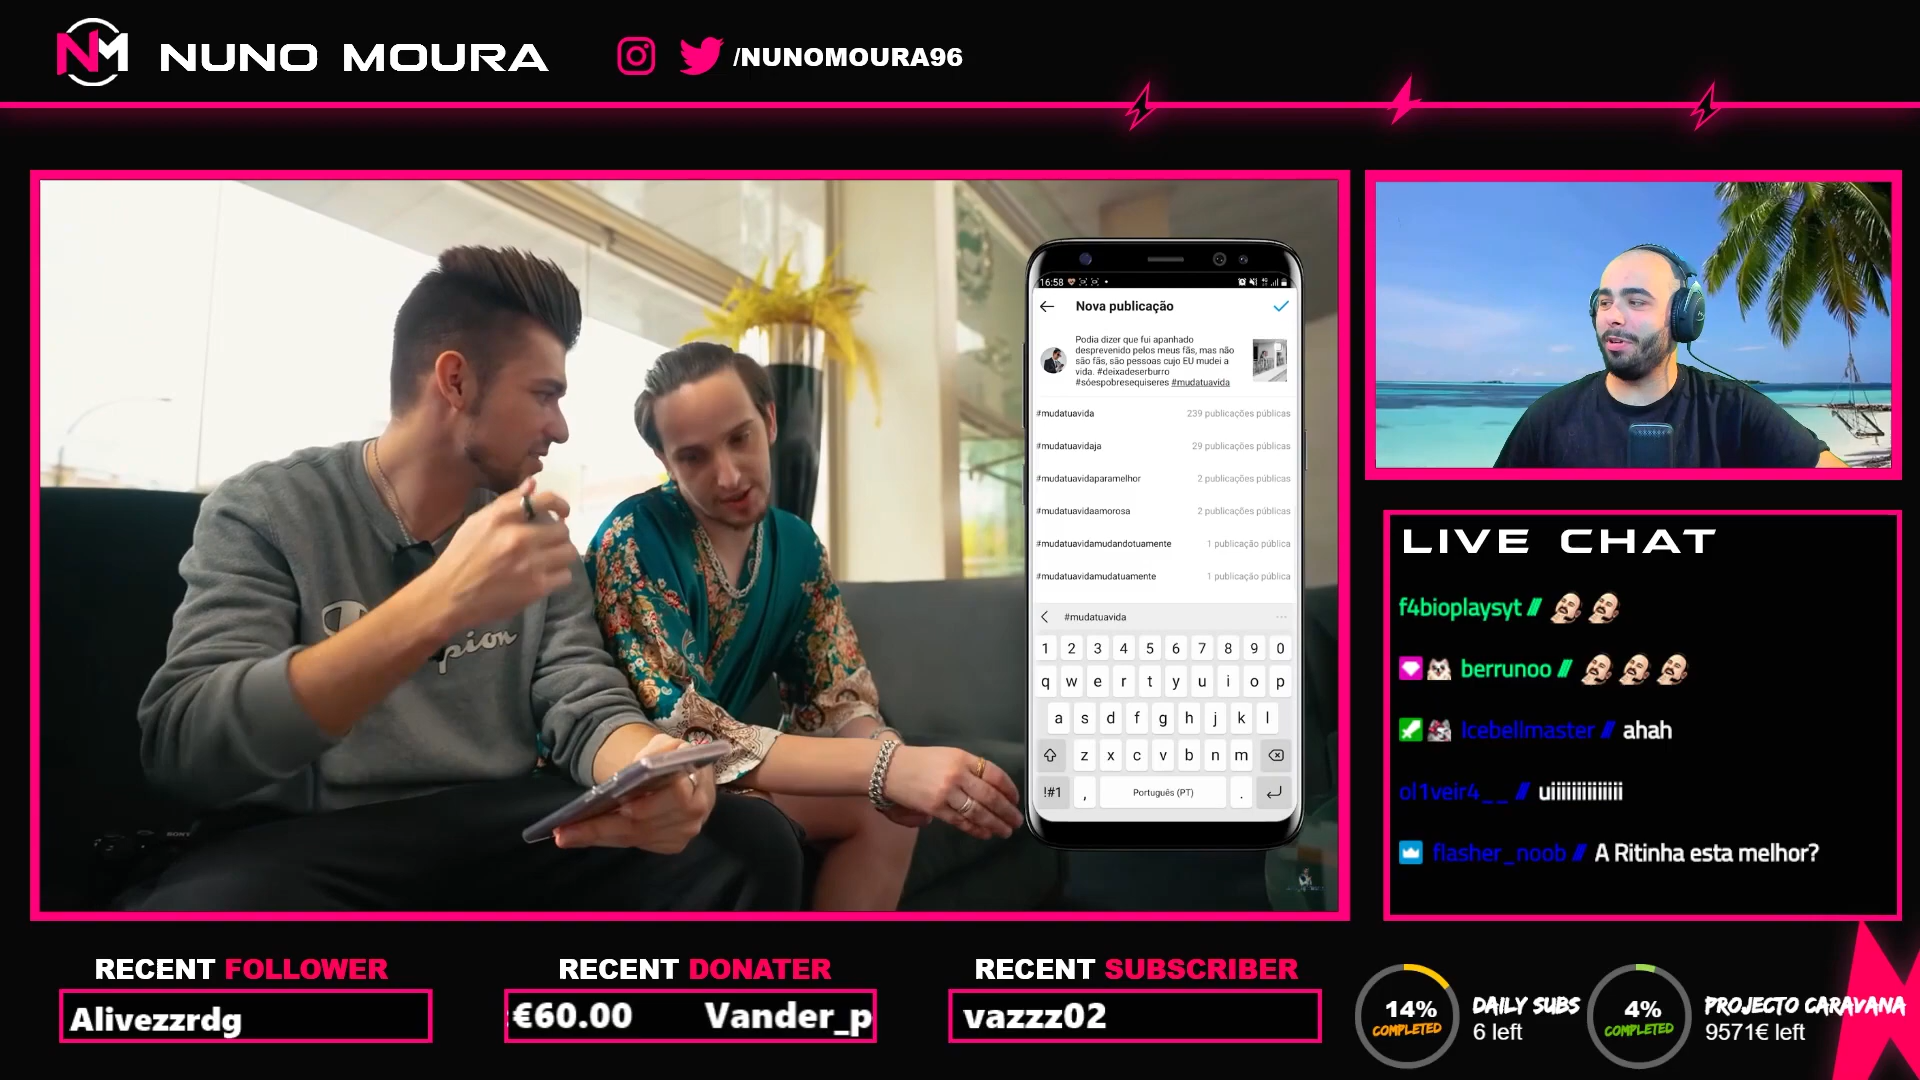 NM NUNO MOURA /NUNOMOURA96
16:58
Nova publicação
Podia dizer que fui apanhado
desprevenido pelos meus fãs, mas não
são fãs, são pessoas cujo EU mudei a
vida. #deixadeserburro
#sóespobresequiseres #mudatuavida
#mudatuavida 239 publicações públicas
#mudatuavidaja 29 publicações públicas
#mudatuavidaparamelhor 2 publicações públicas
#mudatuavidaamorosa 2 publicações públicas
#mudatuavidamudandotuamente 1 publicação pública
#mudatuavidamudatuamente 1 publicação pública
#mudatuavida
1 2 3 4 5 6 7 8 9 0
q w e r t y u i o p
a s d f g h j k l
z x c v b n m
!#1 , Português (PT) .
Champion
SONY
LIVE CHAT
f4bioplaysyt //
berrunoo //
Icebellmaster // ahah
ol1veir4__ // uiiiiiiiiiiiiii
flasher_noob // A Ritinha esta melhor?
RECENT FOLLOWER
Alivezzrdg
RECENT DONATER
€60.00 Vander_p
RECENT SUBSCRIBER
vazzz02
14%
COMPLETED
DAILY SUBS
6 left
4%
COMPLETED
PROJECTO CARAVANA
9571€ left